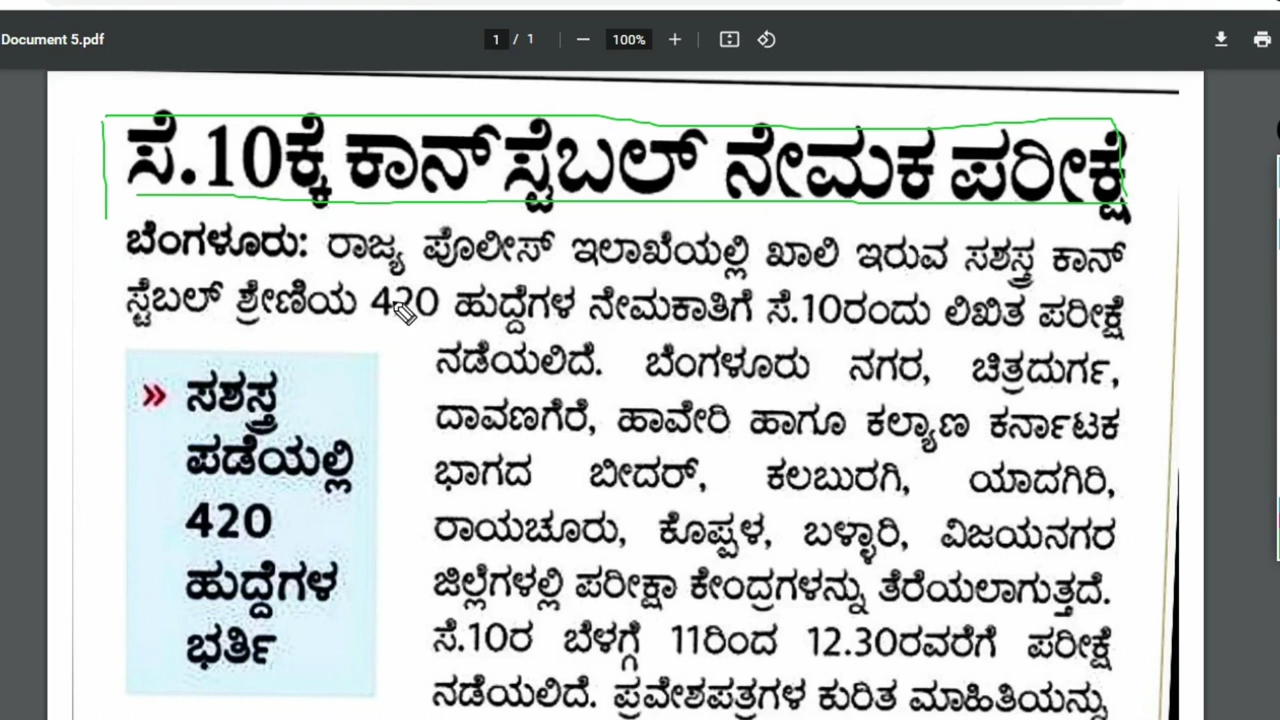 Document 5.pdf
1 / 1
100%
ಸೆ.10ಕ್ಕೆ ಕಾನ್‌ಸ್ಟೆಬಲ್ ನೇಮಕ ಪರೀಕ್ಷೆ
ಬೆಂಗಳೂರು: ರಾಜ್ಯ ಪೊಲೀಸ್ ಇಲಾಖೆಯಲ್ಲಿ ಖಾಲಿ ಇರುವ ಸಶಸ್ತ್ರ ಕಾನ್
ಸ್ಟೆಬಲ್ ಶ್ರೇಣಿಯ 420 ಹುದ್ದೆಗಳ ನೇಮಕಾತಿಗೆ ಸೆ.10ರಂದು ಲಿಖಿತ ಪರೀಕ್ಷೆ
ನಡೆಯಲಿದೆ. ಬೆಂಗಳೂರು ನಗರ, ಚಿತ್ರದುರ್ಗ,
ದಾವಣಗೆರೆ, ಹಾವೇರಿ ಹಾಗೂ ಕಲ್ಯಾಣ ಕರ್ನಾಟಕ
ಭಾಗದ ಬೀದರ್, ಕಲಬುರಗಿ, ಯಾದಗಿರಿ,
ರಾಯಚೂರು, ಕೊಪ್ಪಳ, ಬಳ್ಳಾರಿ, ವಿಜಯನಗರ
ಜಿಲ್ಲೆಗಳಲ್ಲಿ ಪರೀಕ್ಷಾ ಕೇಂದ್ರಗಳನ್ನು ತೆರೆಯಲಾಗುತ್ತದೆ.
ಸೆ.10ರ ಬೆಳಗ್ಗೆ 11ರಿಂದ 12.30ರವರೆಗೆ ಪರೀಕ್ಷೆ
ನಡೆಯಲಿದೆ. ಪ್ರವೇಶಪತ್ರಗಳ ಕುರಿತ ಮಾಹಿತಿಯನ್ನು
» ಸಶಸ್ತ್ರ
ಪಡೆಯಲ್ಲಿ
420
ಹುದ್ದೆಗಳ
ಭರ್ತಿ